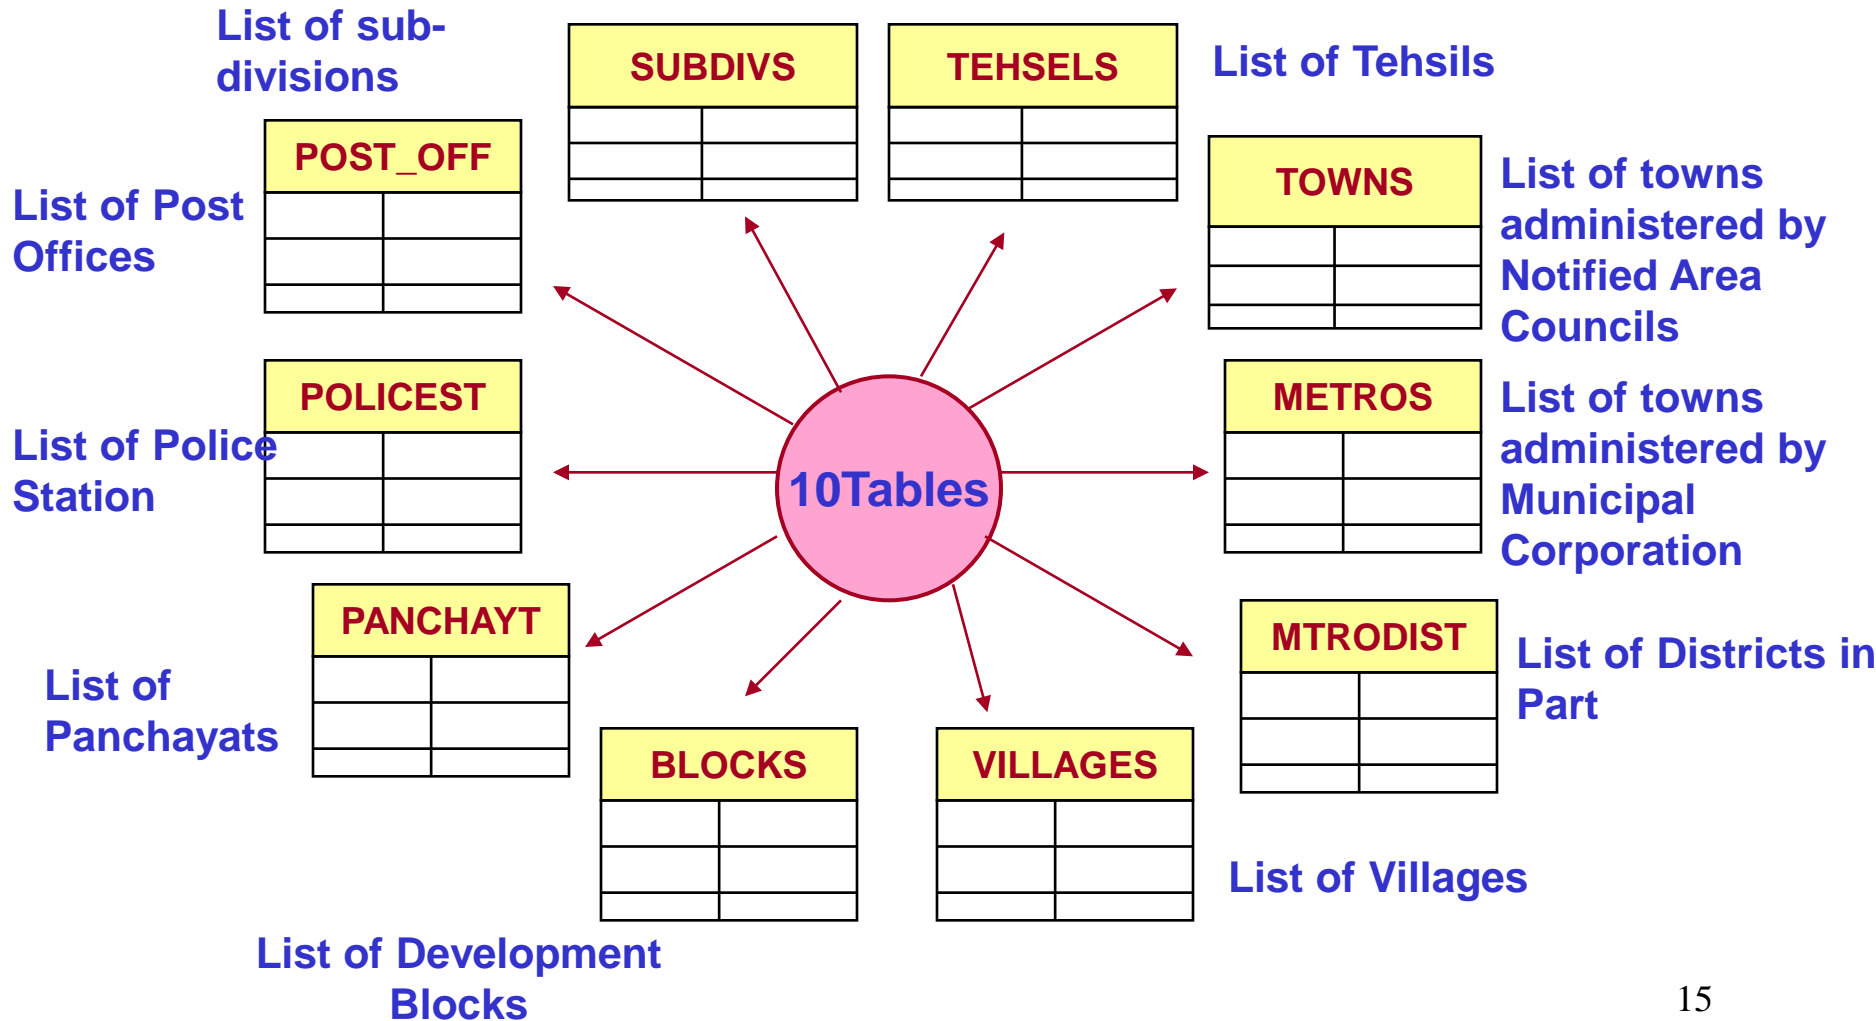 List of sub-
divisions
SUBDIVS
TEHSELS
List of Tehsils
POST_OFF
List of Post
Offices
TOWNS
List of towns
administered by
Notified Area
Councils
POLICEST
List of Police
Station
10Tables
METROS
List of towns
administered by
Municipal
Corporation
PANCHAYT
List of
Panchayats
MTRODIST
List of Districts in
Part
BLOCKS
List of Development
Blocks
VILLAGES
List of Villages
15